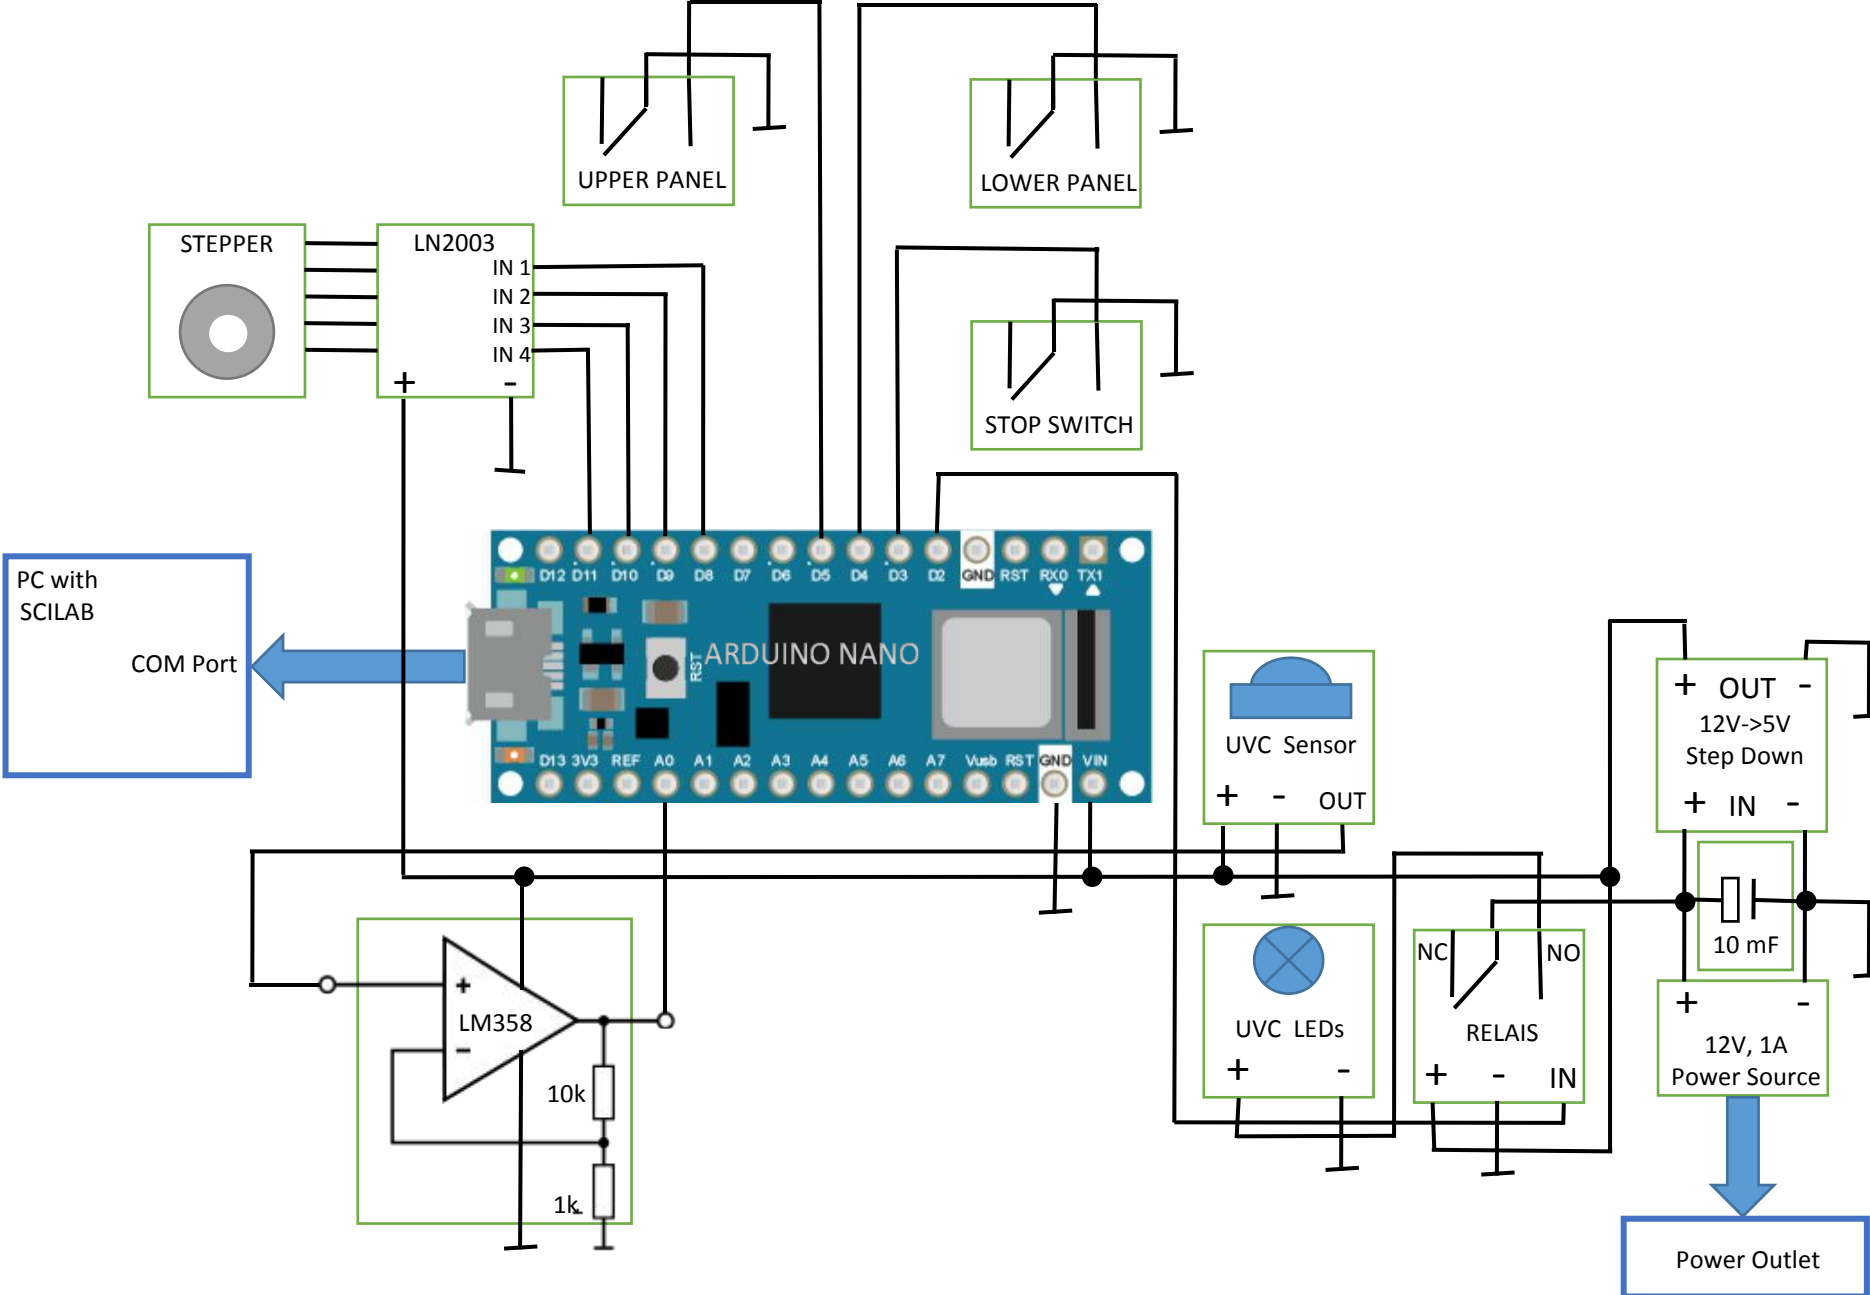 UPPER PANEL
LOWER PANEL
STEPPER
LN2003
IN 1
IN 2
IN 3
IN 4
+ -
STOP SWITCH
PC with
SCILAB
COM Port
D12 D11 D10 D9 D8 D7 D6 D5 D4 D3 D2 GND RST RX0 TX1
RST
ARDUINO NANO
D13 3V3 REF A0 A1 A2 A3 A4 A5 A6 A7 Vusb RST GND VIN
UVC Sensor
+ - OUT
+ OUT -
12V->5V
Step Down
+ IN -
10 mF
+ -
12V, 1A
Power Source
Power Outlet
NC NO
RELAIS
+ - IN
UVC LEDs
+ -
+
LM358
-
10k
1k